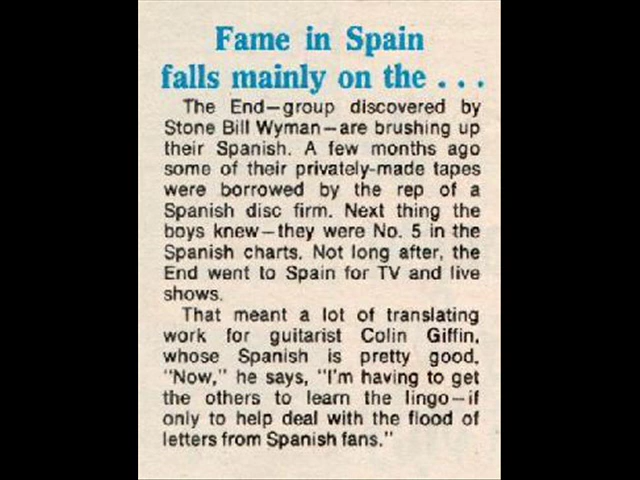 Fame in Spain
falls mainly on the . . .
The End—group discovered by
Stone Bill Wyman—are brushing up
their Spanish. A few months ago
some of their privately-made tapes
were borrowed by the rep of a
Spanish disc firm. Next thing the
boys knew—they were No. 5 in the
Spanish charts. Not long after, the
End went to Spain for TV and live
shows.
That meant a lot of translating
work for guitarist Colin Giffin,
whose Spanish is pretty good.
"Now," he says, "I'm having to get
the others to learn the lingo—if
only to help deal with the flood of
letters from Spanish fans."